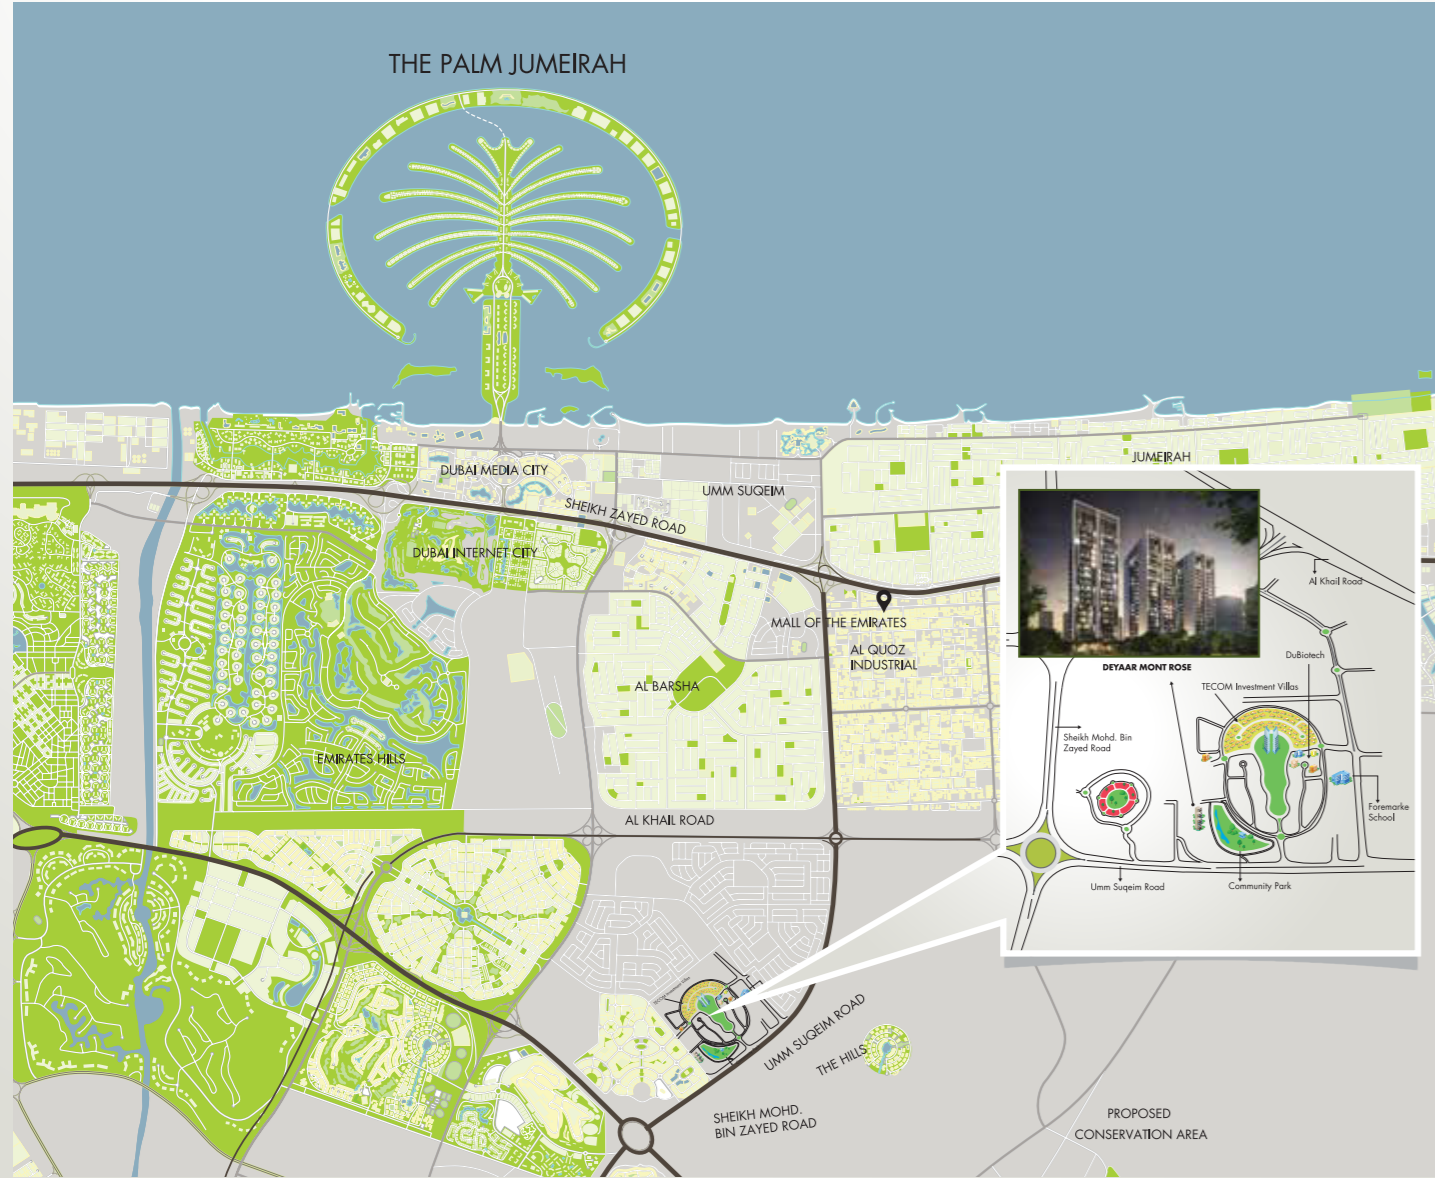 THE PALM JUMEIRAH
DUBAI MEDIA CITY
JUMEIRAH
UMM SUQEIM
SHEIKH ZAYED ROAD
DUBAI INTERNET CITY
Al Khail Road
MALL OF THE EMIRATES
AL QUOZ
INDUSTRIAL
DuBiotech
DEYAAR MONT ROSE
AL BARSHA
TECOM Investment Villas
Sheikh Mohd. Bin
Zayed Road
EMIRATES HILLS
Foremarke
School
AL KHAIL ROAD
Umm Suqeim Road
Community Park
TECOM Investment Villas
UMM SUQEIM ROAD
THE HILLS
SHEIKH MOHD.
BIN ZAYED ROAD
PROPOSED
CONSERVATION AREA